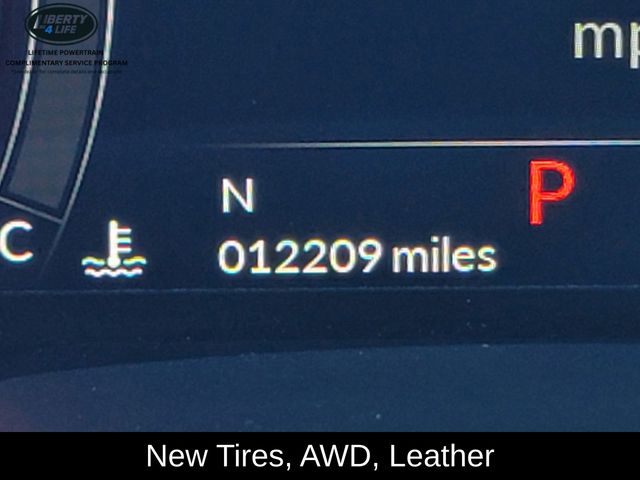 LIBERTY
4 LIFE
LIFETIME POWERTRAIN
COMPLIMENTARY SERVICE PROGRAM
mp
N
P
C
012209 miles
New Tires, AWD, Leather